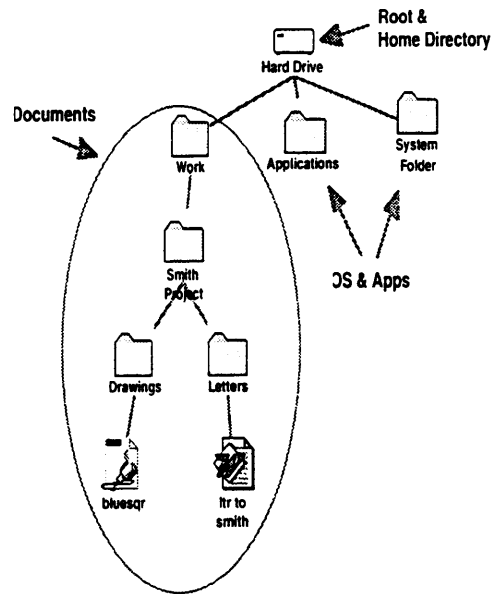 Root &
Home Directory
Hard Drive
Documents
Work
Applications
System
Folder
Smith
Project
OS & Apps
Drawings
Letters
bluesqr
ltr to
smith